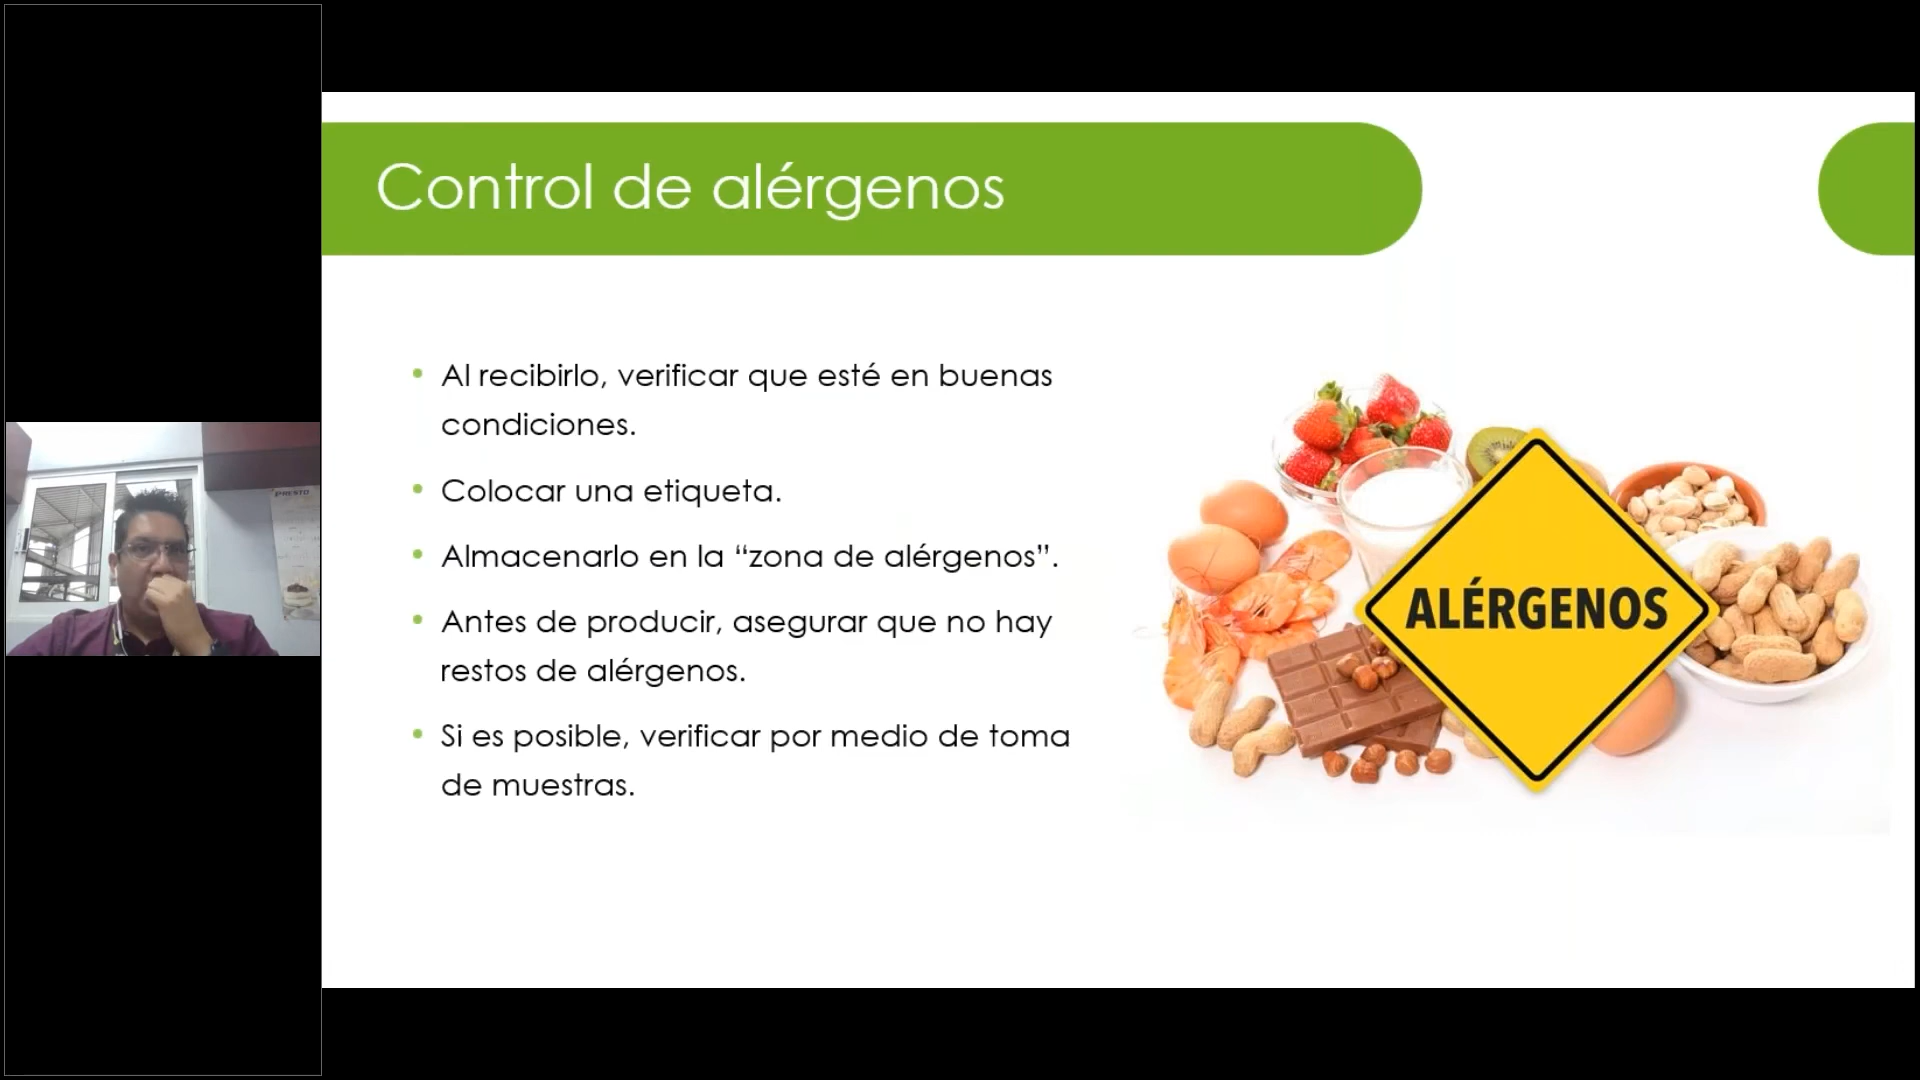 Control de alérgenos
• Al recibirlo, verificar que esté en buenas
condiciones.
• Colocar una etiqueta.
• Almacenarlo en la “zona de alérgenos”.
• Antes de producir, asegurar que no hay
restos de alérgenos.
• Si es posible, verificar por medio de toma
de muestras.
ALÉRGENOS
PRESTO